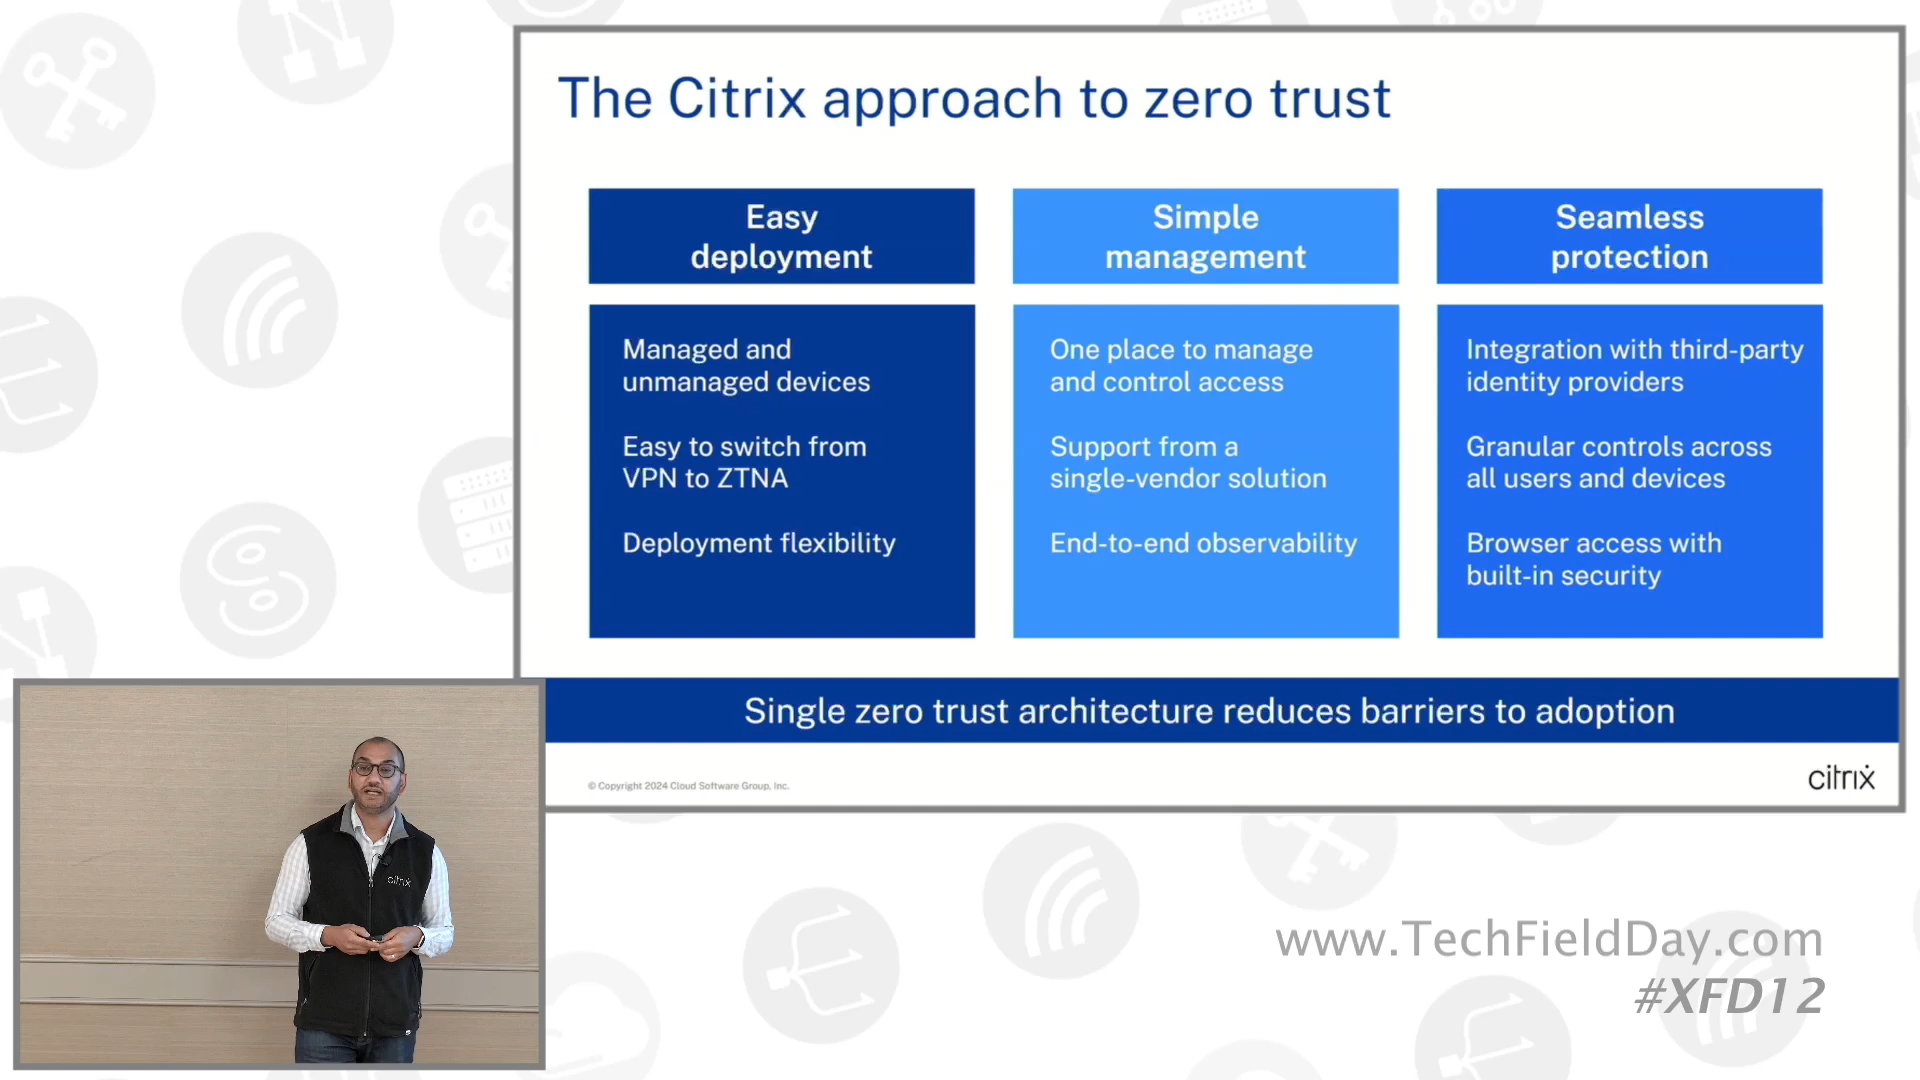 The Citrix approach to zero trust
Easy
deployment
Managed and
unmanaged devices
Easy to switch from
VPN to ZTNA
Deployment flexibility
Simple
management
One place to manage
and control access
Support from a
single-vendor solution
End-to-end observability
Seamless
protection
Integration with third-party
identity providers
Granular controls across
all users and devices
Browser access with
built-in security
Single zero trust architecture reduces barriers to adoption
© Copyright 2024 Cloud Software Group, Inc.
citrix
citrix
www.TechFieldDay.com
#XFD12